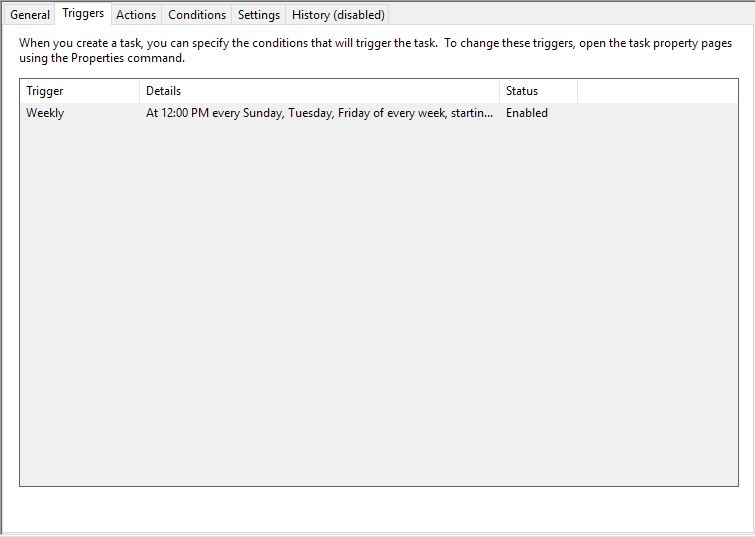 General Triggers Actions Conditions Settings History (disabled)
When you create a task, you can specify the conditions that will trigger the task.  To change these triggers, open the task property pages
using the Properties command.
Trigger Details Status
Weekly At 12:00 PM every Sunday, Tuesday, Friday of every week, startin... Enabled